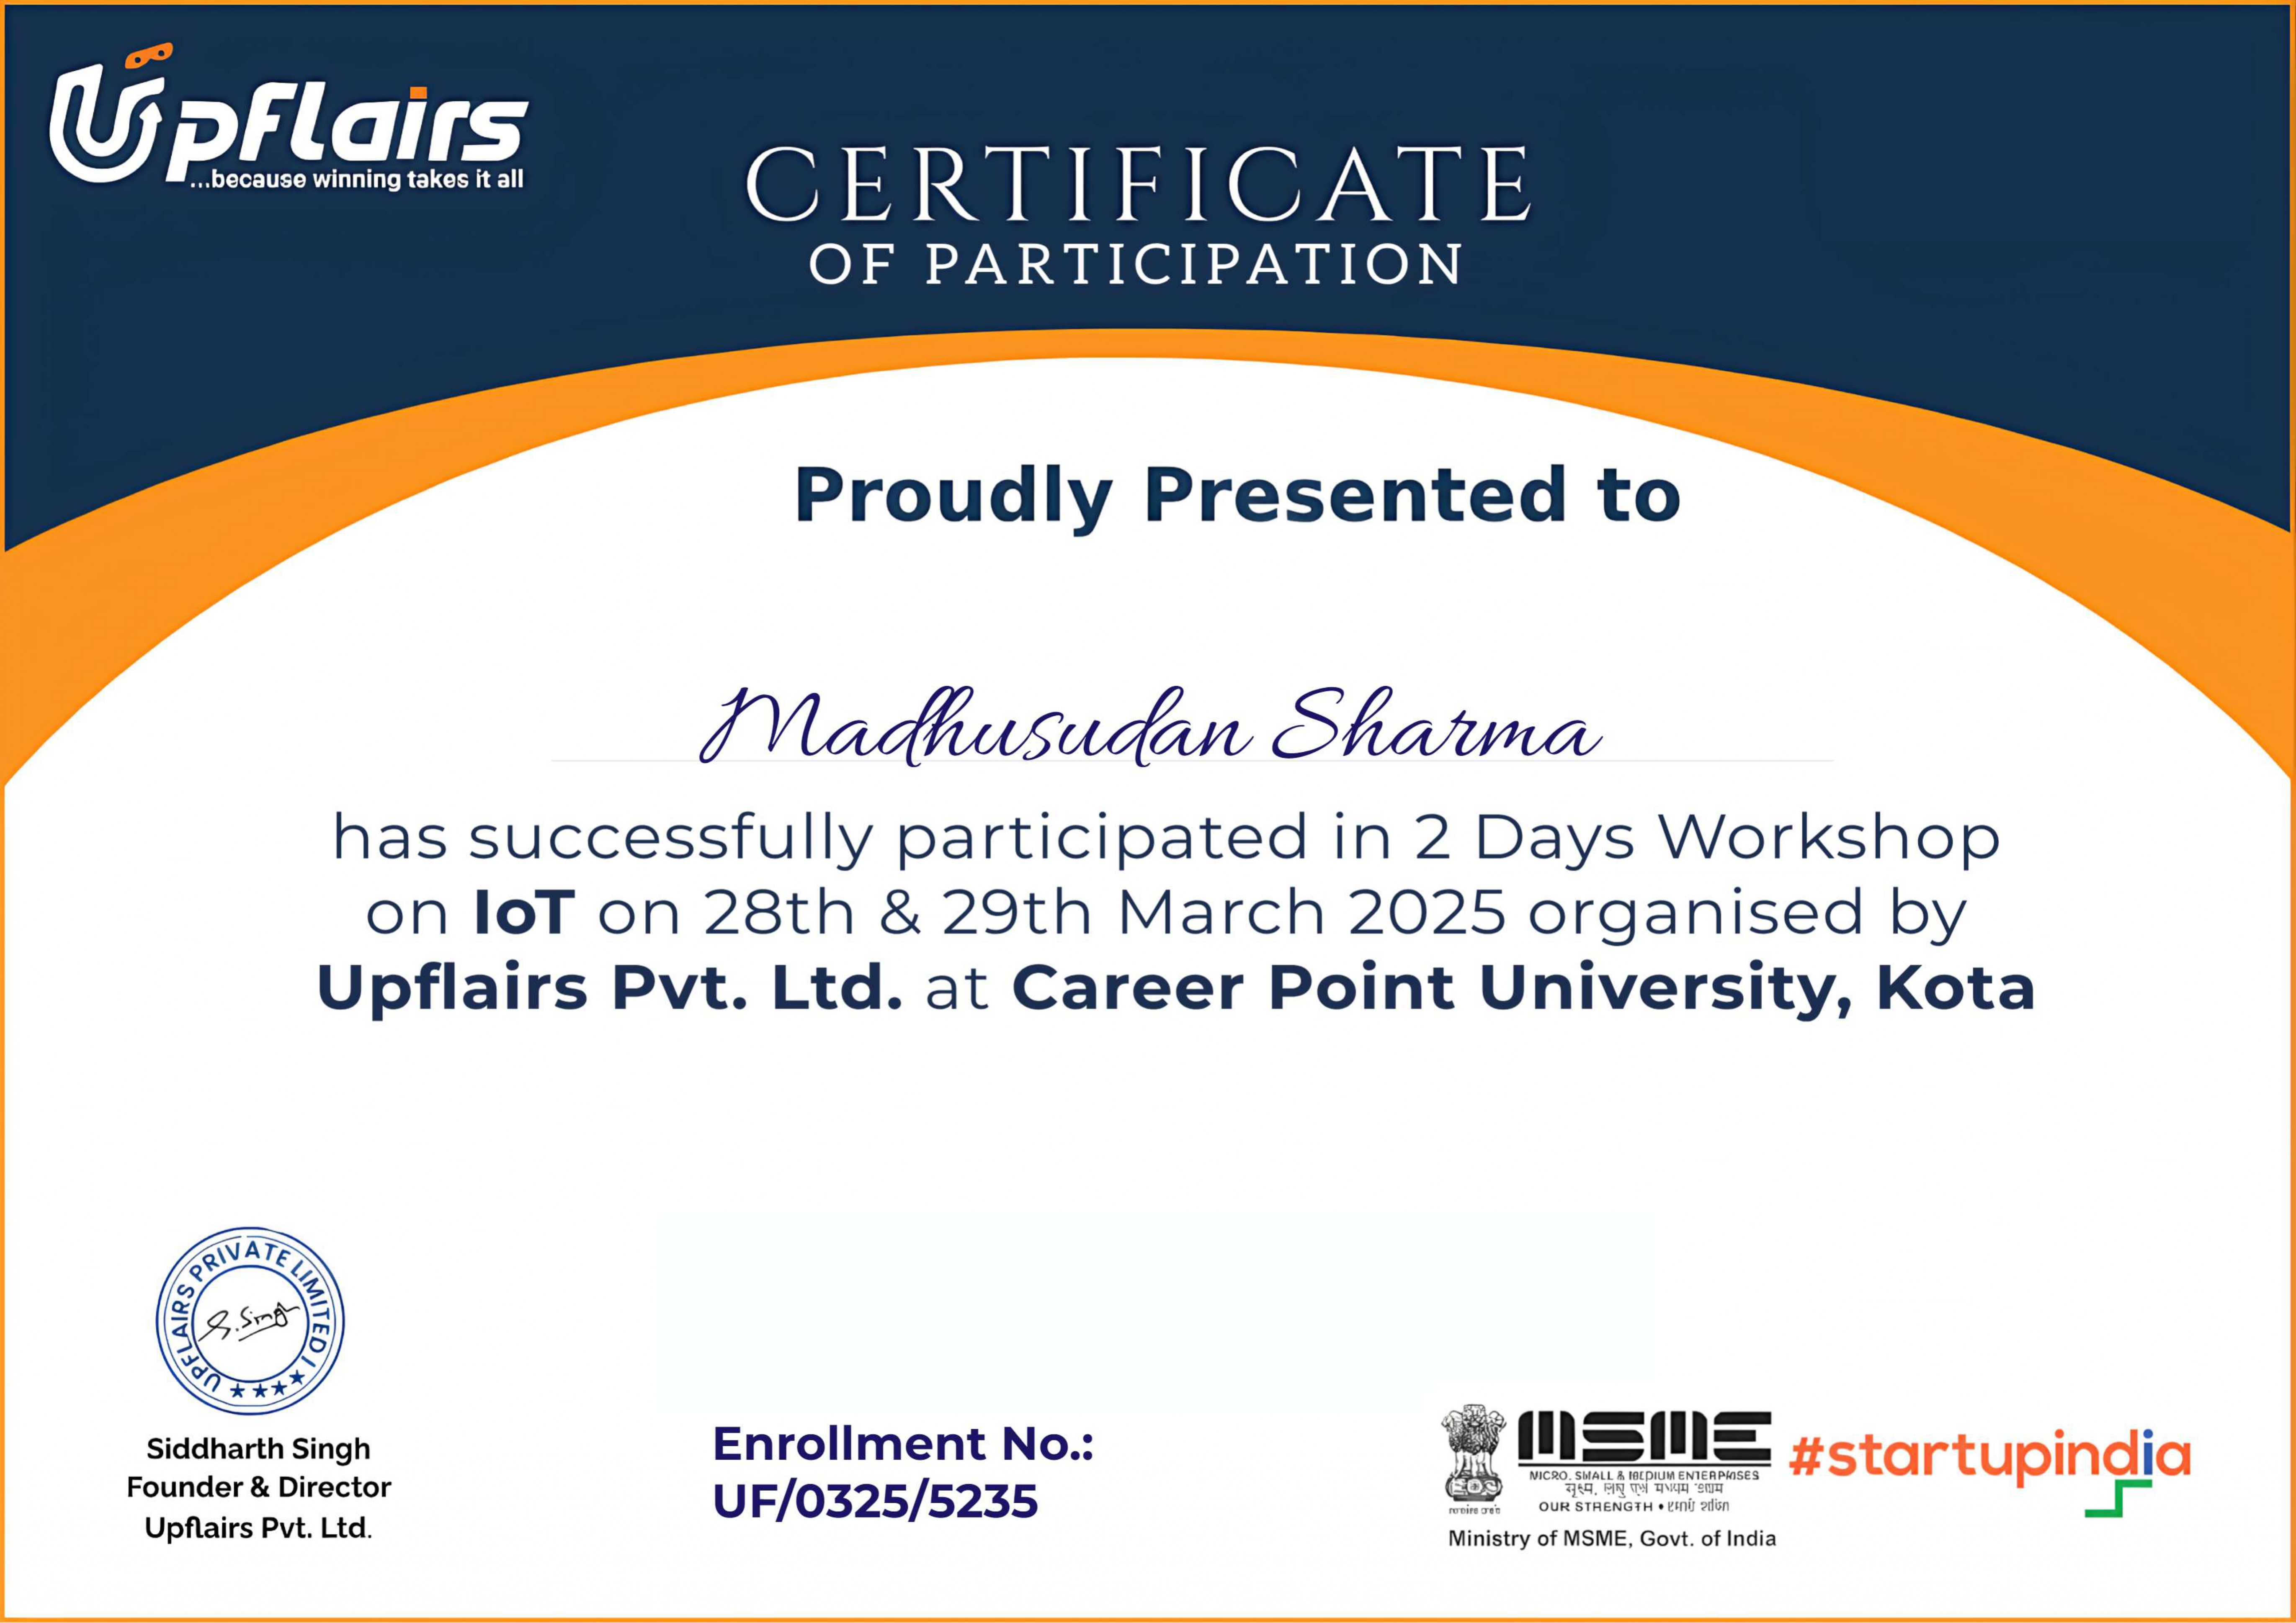 Upflairs
...because winning takes it all
CERTIFICATE
OF PARTICIPATION
Proudly Presented to
Madhusudan Sharma
has successfully participated in 2 Days Workshop
on IoT on 28th & 29th March 2025 organised by
Upflairs Pvt. Ltd. at Career Point University, Kota
UPFLAIRS PRIVATE LIMITED
S. Singh
Siddharth Singh
Founder & Director
Upflairs Pvt. Ltd.
Enrollment No.:
UF/0325/5235
MSME
MICRO, SMALL & MEDIUM ENTERPRISES
OUR STRENGTH •
Ministry of MSME, Govt. of India
#startupindia